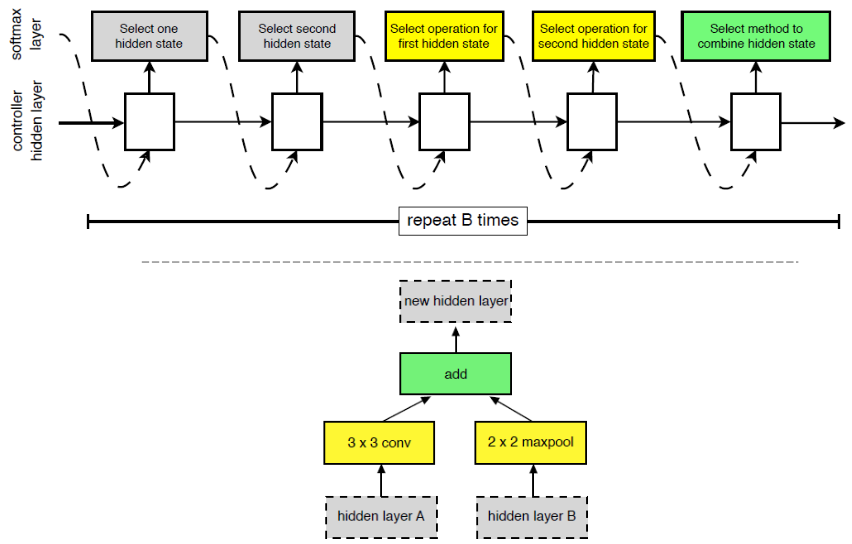 softmax
layer
Select one
hidden state
Select second
hidden state
Select operation for
first hidden state
Select operation for
second hidden state
Select method to
combine hidden state
controller
hidden layer
repeat B times
new hidden layer
add
3 x 3 conv
2 x 2 maxpool
hidden layer A
hidden layer B